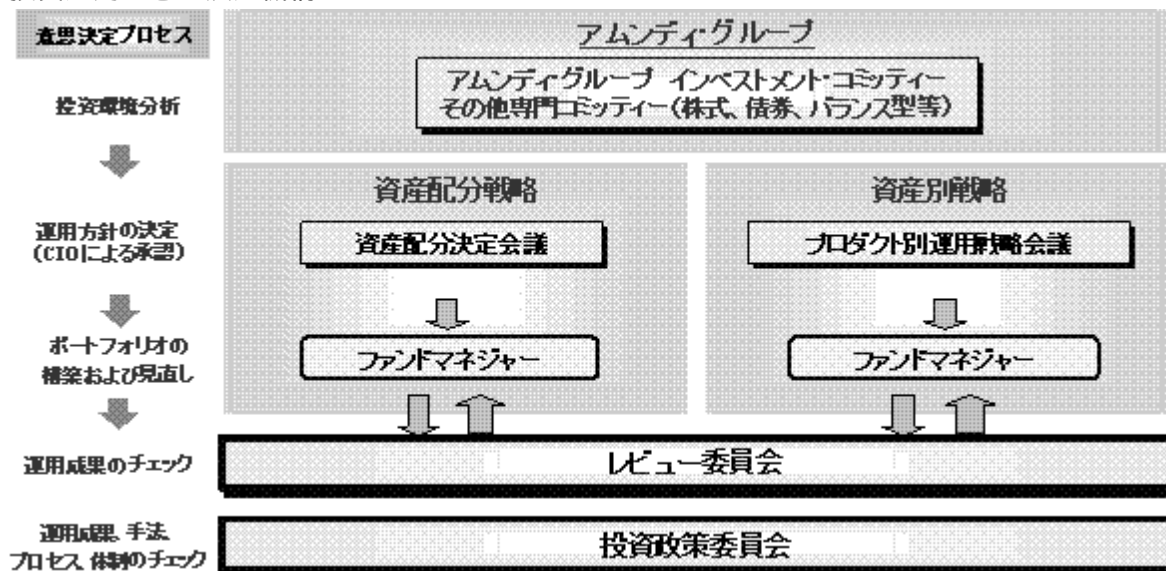 意思決定プロセス
アムンディ・グループ
アムンディグループ インベストメント・コミッティー
その他専門コミッティー(株式、債券、バランス型等)
投資環境分析
資産配分戦略
資産別戦略
運用方針の決定
(CIOによる承認)
資産配分決定会議
プロダクト別運用戦略会議
ポートフォリオの
構築および見直し
ファンドマネジャー
ファンドマネジャー
運用成果のチェック
レビュー委員会
運用成果、手法、
プロセス、体制のチェック
投資政策委員会